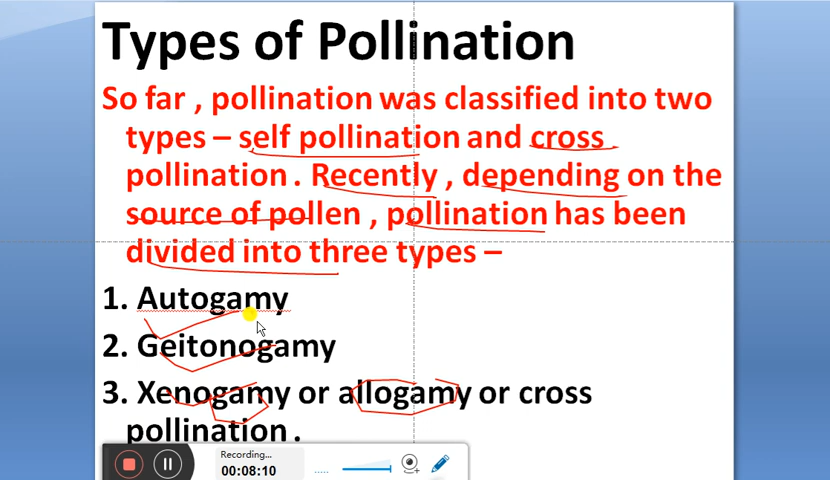 Types of Pollination
So far , pollination was classified into two
types – self pollination and cross
pollination . Recently , depending on the
source of pollen , pollination has been
divided into three types –
1. Autogamy
2. Geitonogamy
3. Xenogamy or allogamy or cross
pollination .
Recording...
00:08:10